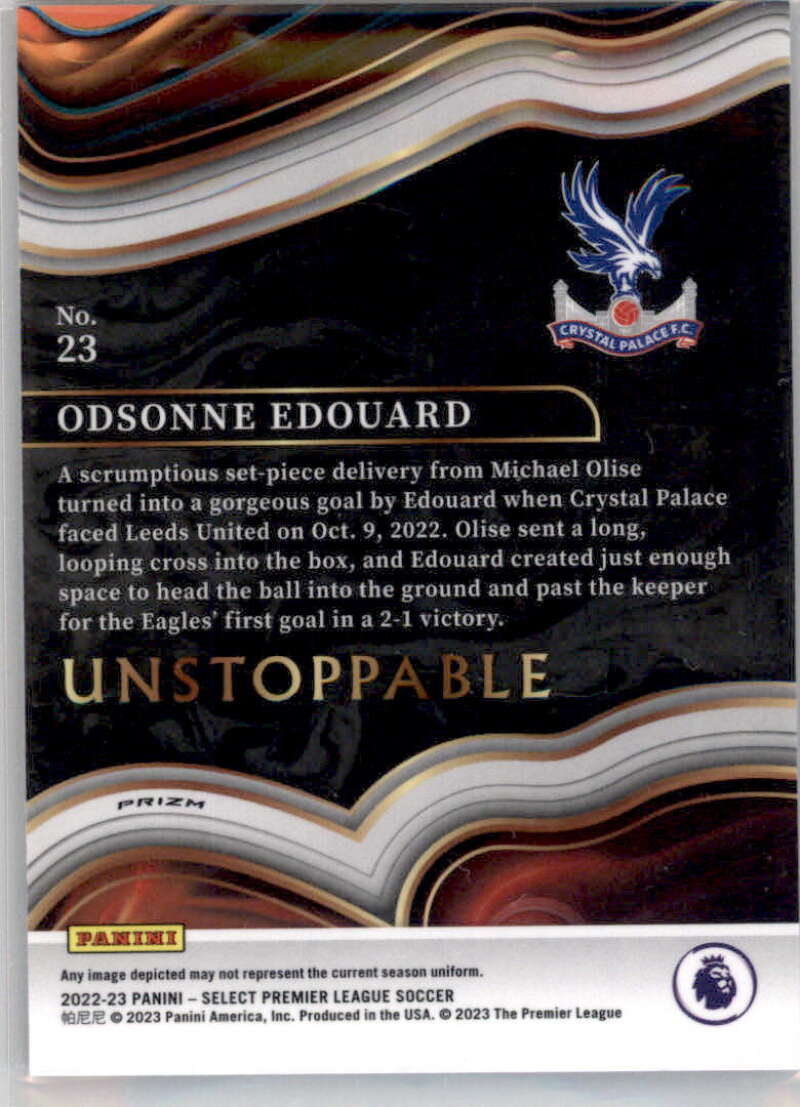 CRYSTAL PALACE F.C.
No.
23
ODSONNE EDOUARD
A scrumptious set-piece delivery from Michael Olise
turned into a gorgeous goal by Edouard when Crystal Palace
faced Leeds United on Oct. 9, 2022. Olise sent a long,
looping cross into the box, and Edouard created just enough
space to head the ball into the ground and past the keeper
for the Eagles’ first goal in a 2-1 victory.
UNSTOPPABLE
PRIZM
PANINI
Any image depicted may not represent the current season uniform.
2022-23 PANINI – SELECT PREMIER LEAGUE SOCCER
帕尼尼 © 2023 Panini America, Inc. Produced in the USA. © 2023 The Premier League